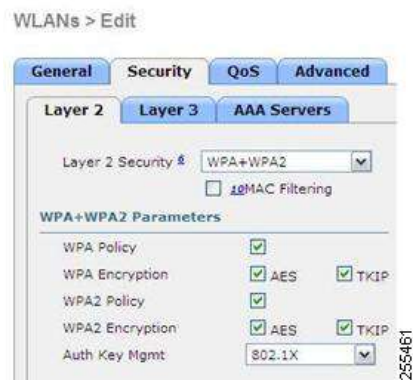 WLANs > Edit
General Security QoS Advanced
Layer 2 Layer 3 AAA Servers
Layer 2 Security 6 WPA+WPA2
10MAC Filtering
WPA+WPA2 Parameters
WPA Policy
WPA Encryption AES TKIP
WPA2 Policy
WPA2 Encryption AES TKIP
Auth Key Mgmt 802.1X
255461